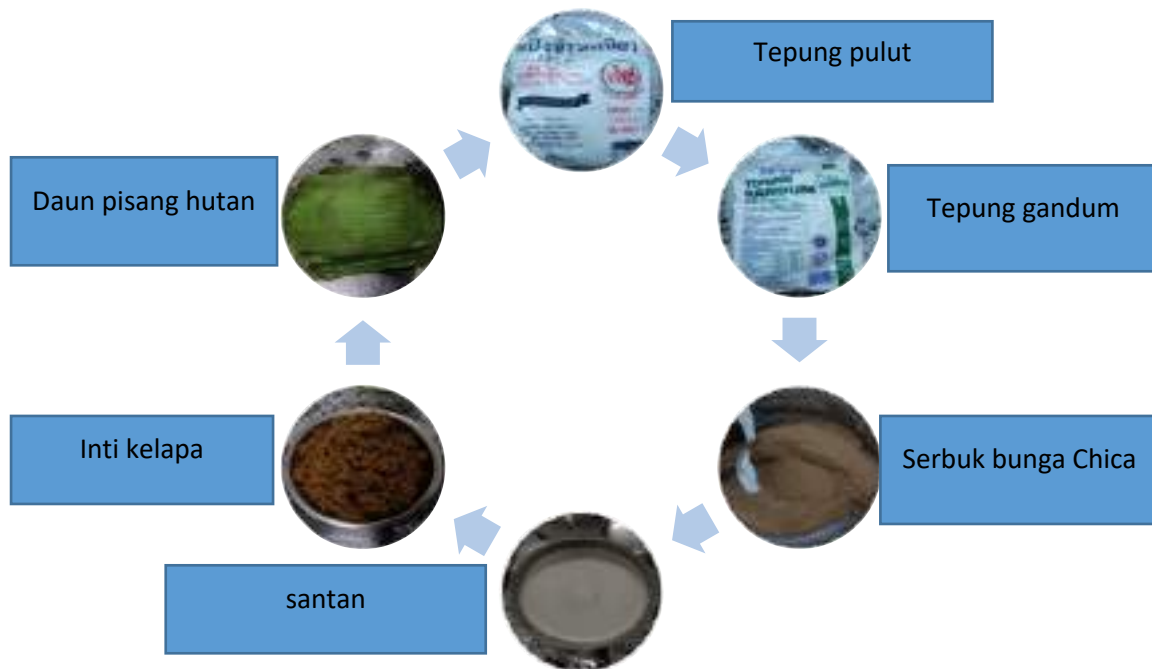 Tepung pulut
Tepung gandum
Serbuk bunga Chica
santan
Inti kelapa
Daun pisang hutan